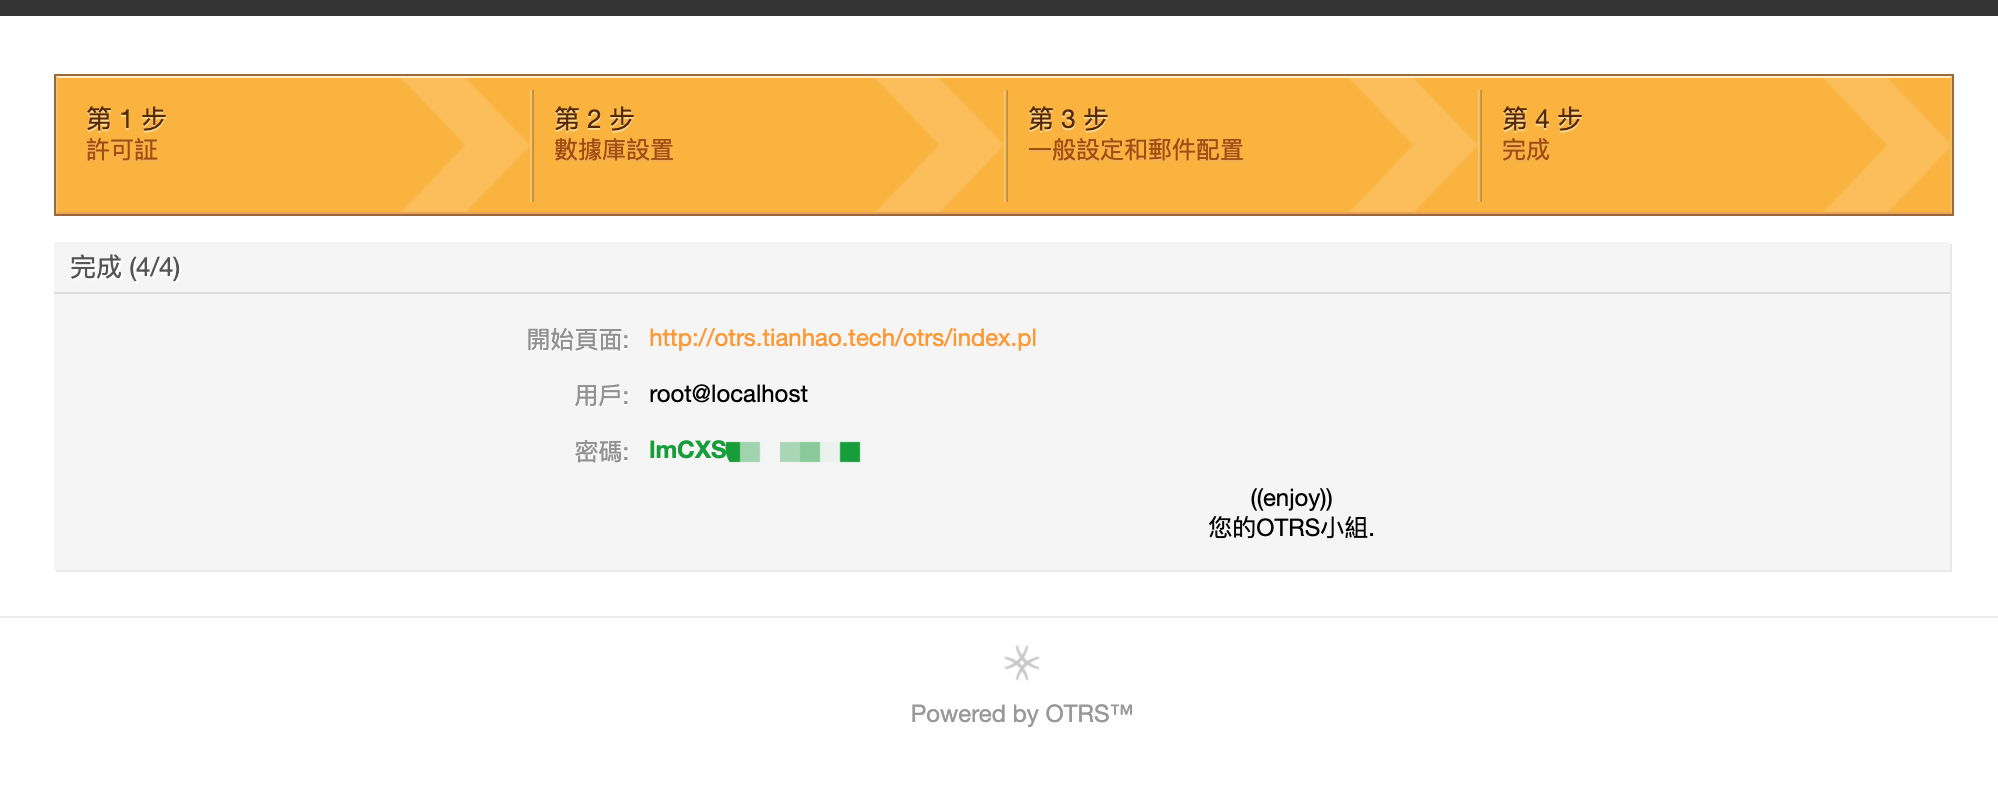 第 1 步
許可証
第 2 步
數據庫設置
第 3 步
一般設定和郵件配置
第 4 步
完成
完成 (4/4)
開始頁面: http://otrs.tianhao.tech/otrs/index.pl
用戶: root@localhost
密碼:
((enjoy))
您的OTRS小組.
Powered by OTRS™